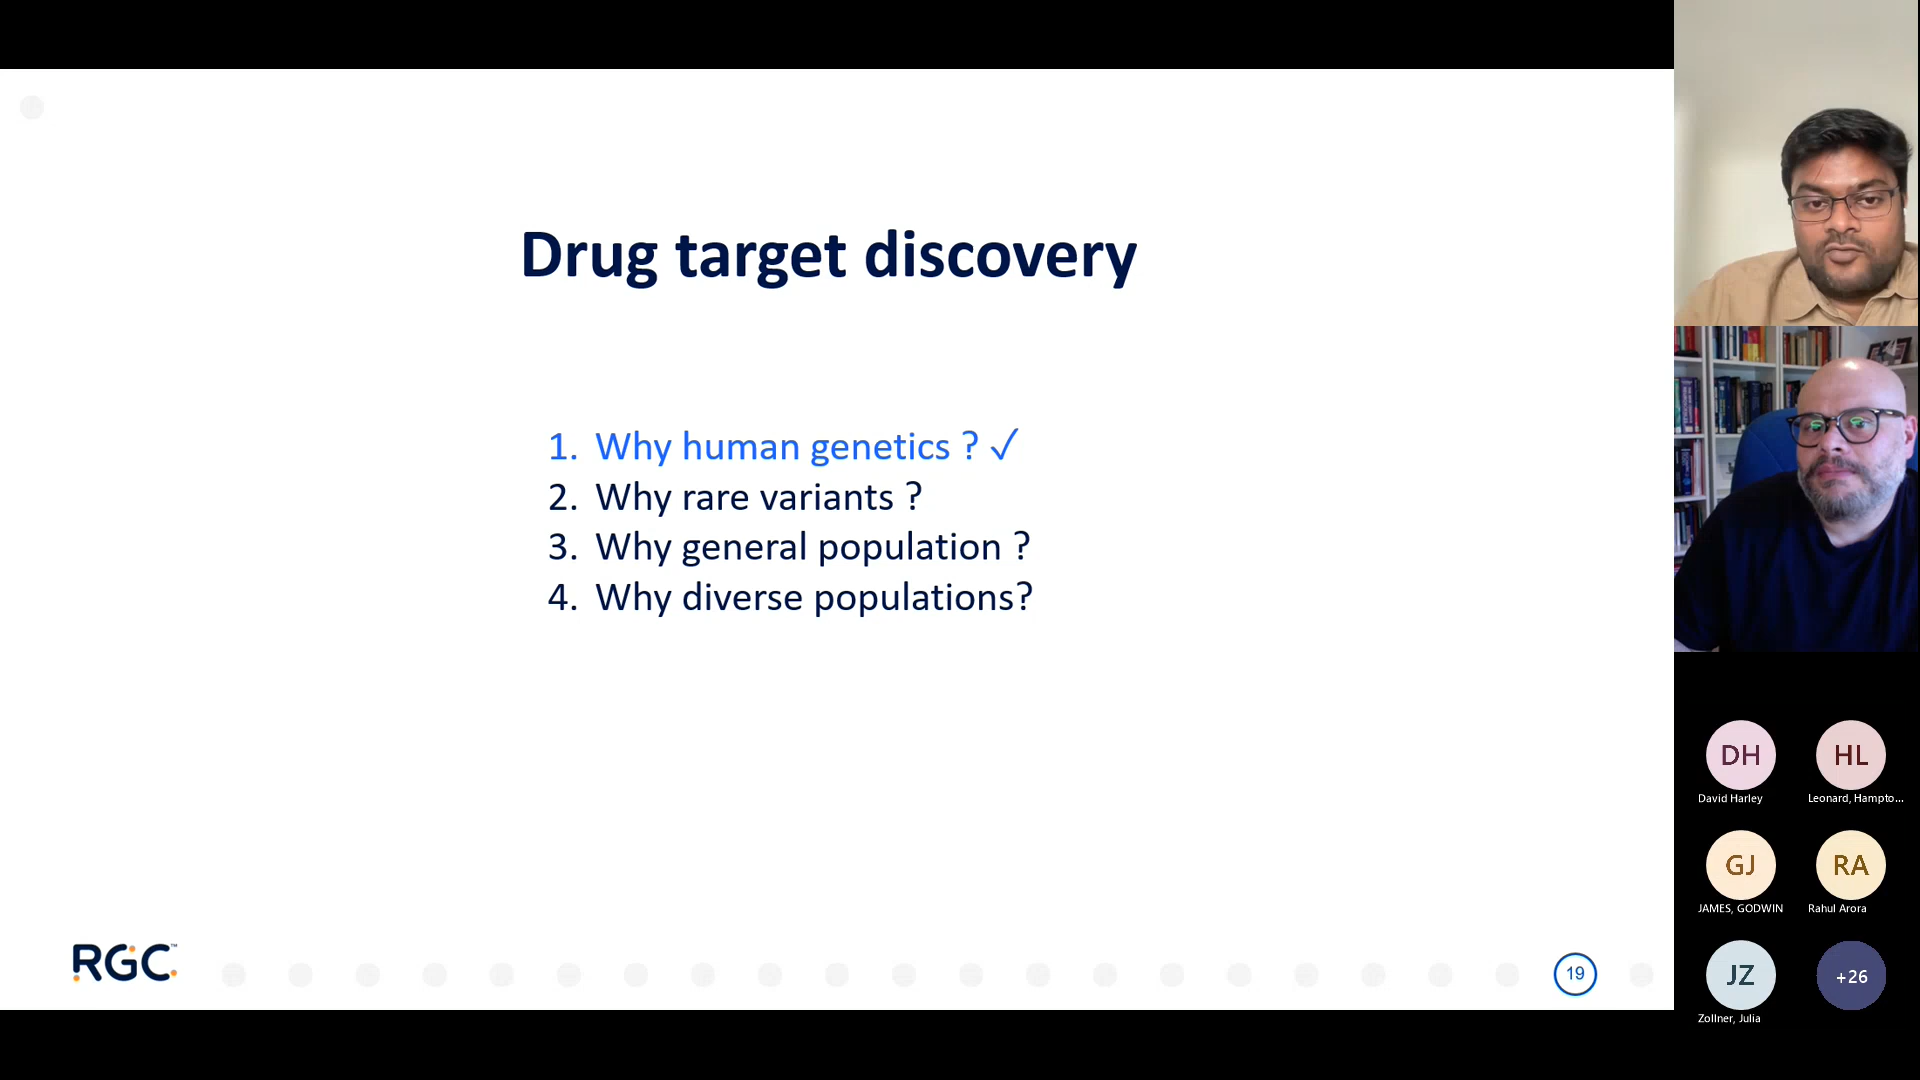 Drug target discovery
1. Why human genetics ? ✓
2. Why rare variants ?
3. Why general population ?
4. Why diverse populations?
RGC™
19
DH
David Harley
HL
Leonard, Hampto...
GJ
JAMES, GODWIN
RA
Rahul Arora
JZ
Zollner, Julia
+26